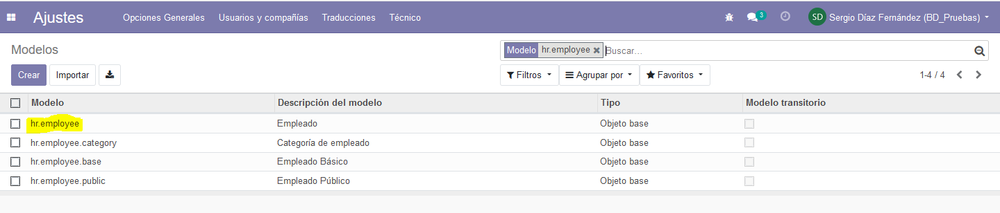 Ajustes Opciones Generales Usuarios y compañías Traducciones Técnico 3 SD Sergio Díaz Fernández (BD_Pruebas)
Modelos Modelo hr.employee Buscar...
Crear Importar Filtros Agrupar por Favoritos 1-4 / 4
Modelo Descripción del modelo Tipo Modelo transitorio
hr.employee Empleado Objeto base
hr.employee.category Categoría de empleado Objeto base
hr.employee.base Empleado Básico Objeto base
hr.employee.public Empleado Público Objeto base